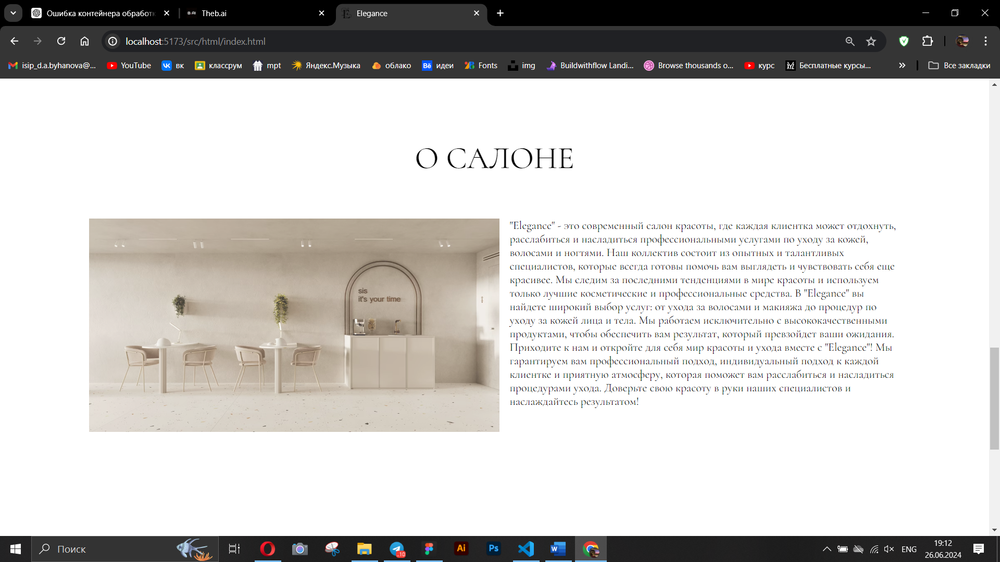 Ошибка контейнера обработк
B AI Theb.ai
Elegance
localhost:5173/src/html/index.html
isip_d.a.byhanova@... YouTube вк классрум mpt Яндекс.Музыка облако Bē идеи Fonts img Buildwithflow Landi... Browse thousands o... курс Бесплатные курсы... » Все закладки
О САЛОНЕ
"Elegance" - это современный салон красоты, где каждая клиентка может отдохнуть,
расслабиться и насладиться профессиональными услугами по уходу за кожей,
волосами и ногтями. Наш коллектив состоит из опытных и талантливых
специалистов, которые всегда готовы помочь вам выглядеть и чувствовать себя еще
красивее. Мы следим за последними тенденциями в мире красоты и используем
только лучшие косметические и профессиональные средства. В "Elegance" вы
найдете широкий выбор услуг: от ухода за волосами и макияжа до процедур по
уходу за кожей лица и тела. Мы работаем исключительно с высококачественными
продуктами, чтобы обеспечить вам результат, который превзойдет ваши ожидания.
Приходите к нам и откройте для себя мир красоты и ухода вместе с "Elegance"! Мы
гарантируем вам профессиональный подход, индивидуальный подход к каждой
клиентке и приятную атмосферу, которая поможет вам расслабиться и насладиться
процедурами ухода. Доверьте свою красоту в руки наших специалистов и
наслаждайтесь результатом!
sis
it's your time
Поиск
..10
Ai
Ps
ENG
19:12
26.06.2024